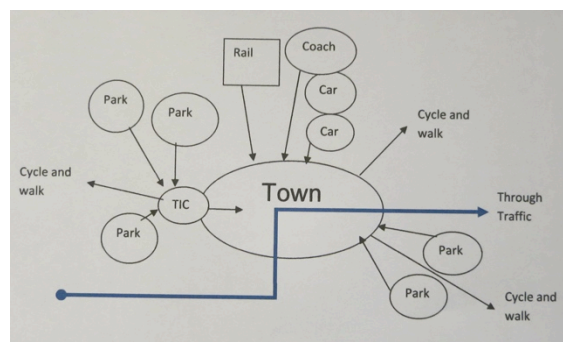 Rail
Coach
Car
Car
Park
Park
Cycle and
walk
Cycle and
walk
Town
TIC
Through
Traffic
Park
Park
Park
Cycle and
walk